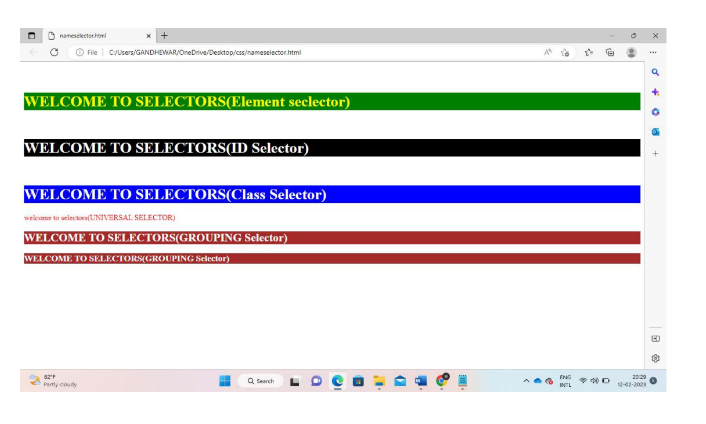 nameselector.html
File
C:/Users/GANDHEWAR/OneDrive/Desktop/css/nameselector.html
WELCOME TO SELECTORS(Element seclector)
WELCOME TO SELECTORS(ID Selector)
WELCOME TO SELECTORS(Class Selector)
welcome to selectors(UNIVERSAL SELECTOR)
WELCOME TO SELECTORS(GROUPING Selector)
WELCOME TO SELECTORS(GROUPING Selector)
82°F
Partly cloudy
Search
ENG
INTL
20:29
12-02-2023